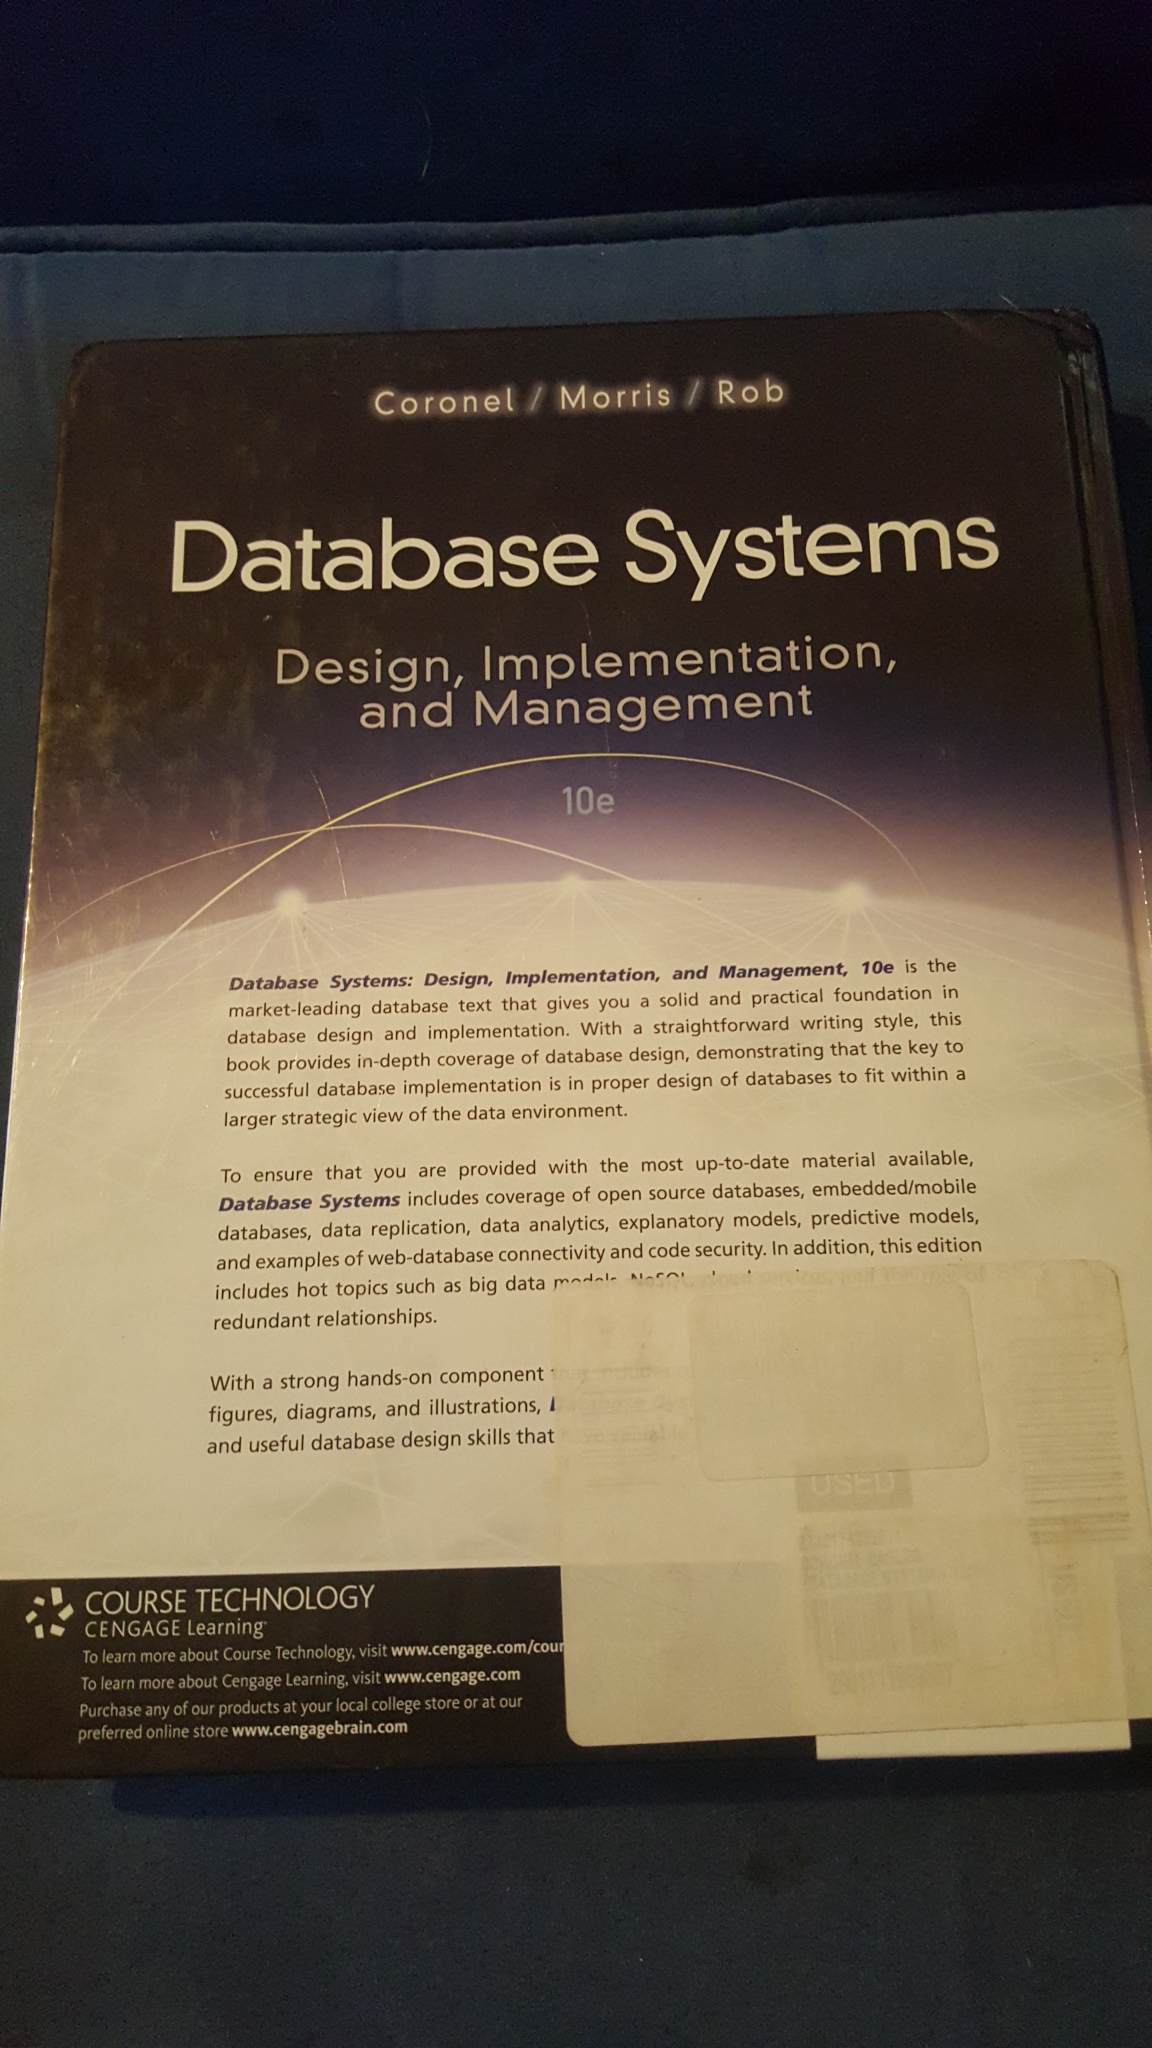 Coronel / Morris / Rob
Database Systems
Design, Implementation,
and Management
10e
Database Systems: Design, Implementation, and Management, 10e is the
market-leading database text that gives you a solid and practical foundation in
database design and implementation. With a straightforward writing style, this
book provides in-depth coverage of database design, demonstrating that the key to
successful database implementation is in proper design of databases to fit within a
larger strategic view of the data environment.
To ensure that you are provided with the most up-to-date material available,
Database Systems includes coverage of open source databases, embedded/mobile
databases, data replication, data analytics, explanatory models, predictive models,
and examples of web-database connectivity and code security. In addition, this edition
includes hot topics such as big data models, NoSQL,
redundant relationships.
With a strong hands-on component
figures, diagrams, and illustrations,
and useful database design skills that
USED
COURSE TECHNOLOGY
CENGAGE Learning
To learn more about Course Technology, visit www.cengage.com/cour
To learn more about Cengage Learning, visit www.cengage.com
Purchase any of our products at your local college store or at our
preferred online store www.cengagebrain.com